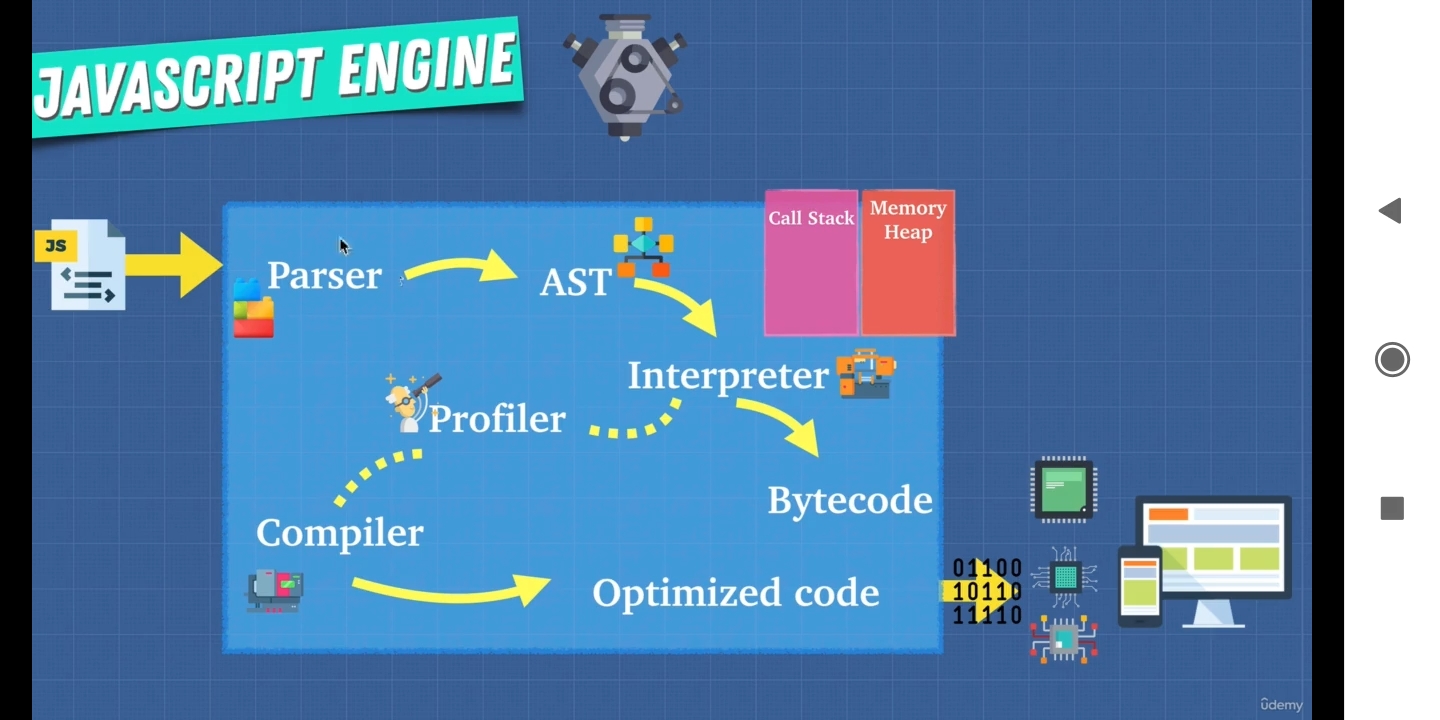 JAVASCRIPT ENGINE
JS
Parser
AST
Call Stack
Memory
Heap
Interpreter
Profiler
Bytecode
Compiler
Optimized code
01100
10110
11110
ûdemy